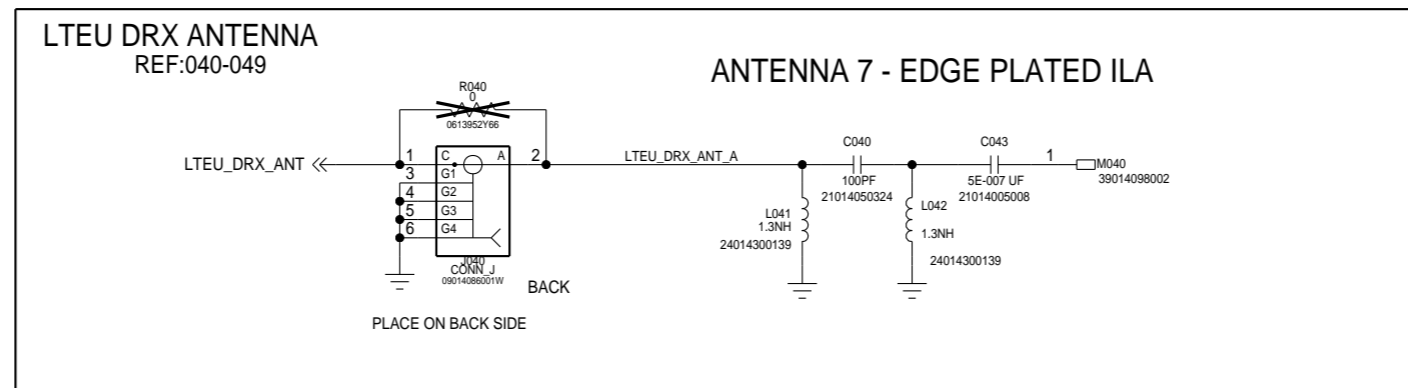 LTEU DRX ANTENNA
REF:040-049
ANTENNA 7 - EDGE PLATED ILA
R040
0
0613952Y66
LTEU_DRX_ANT
1
C
A
2
LTEU_DRX_ANT_A
3
G1
4
G2
5
G3
6
G4
J040
CONN_J
09014086001W
BACK
PLACE ON BACK SIDE
C040
100PF
21014050324
C043
5E-007 UF
21014005008
1
M040
39014098002
L041
1.3NH
24014300139
L042
1.3NH
24014300139